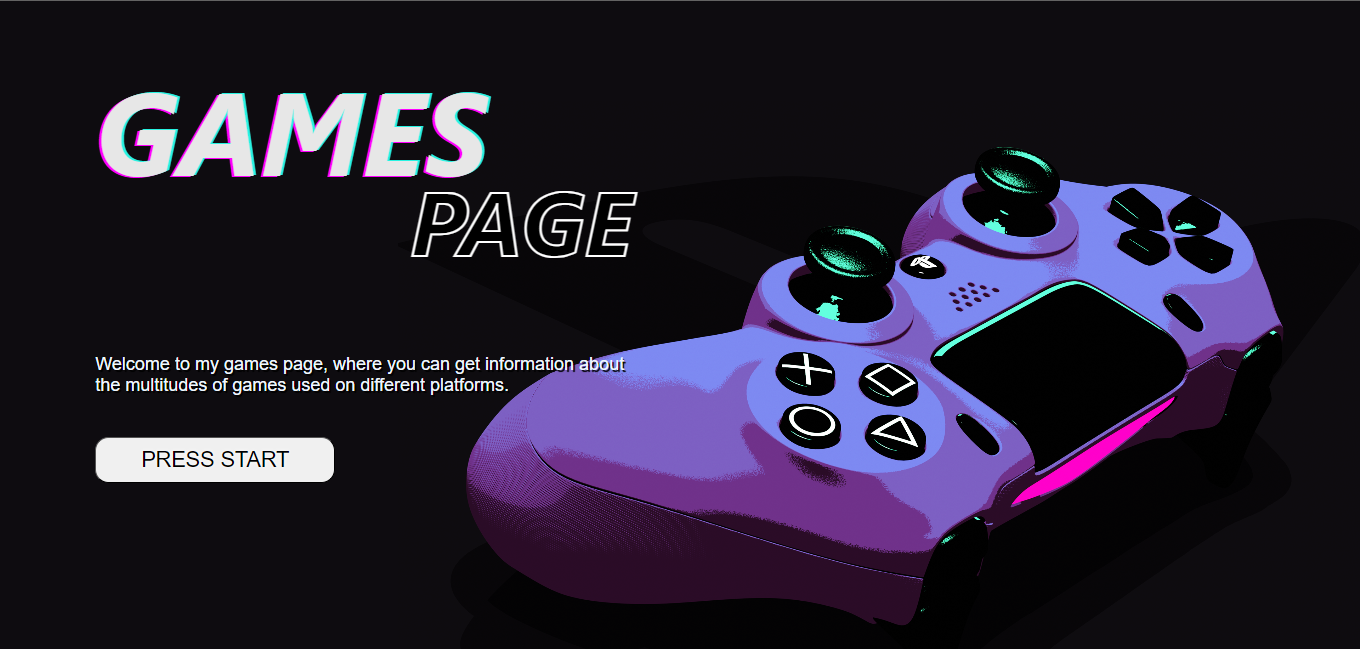 GAMES
PAGE
Welcome to my games page, where you can get information about
the multitudes of games used on different platforms.
PRESS START